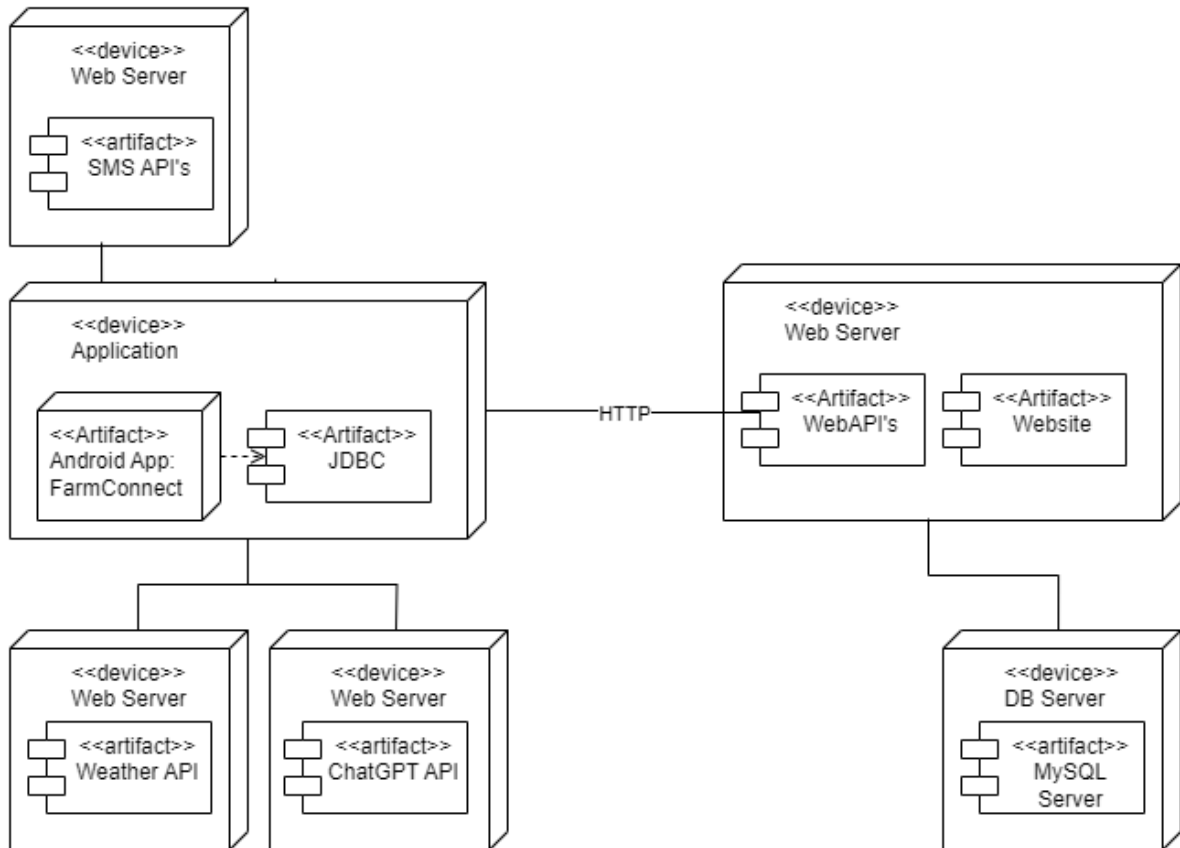 <<device>>
Web Server
<<artifact>>
SMS API's
<<device>>
Application
<<Artifact>>
Android App:
FarmConnect
<<Artifact>>
JDBC
HTTP
<<device>>
Web Server
<<Artifact>>
WebAPI's
<<Artifact>>
Website
<<device>>
Web Server
<<artifact>>
Weather API
<<device>>
Web Server
<<artifact>>
ChatGPT API
<<device>>
DB Server
<<artifact>>
MySQL
Server